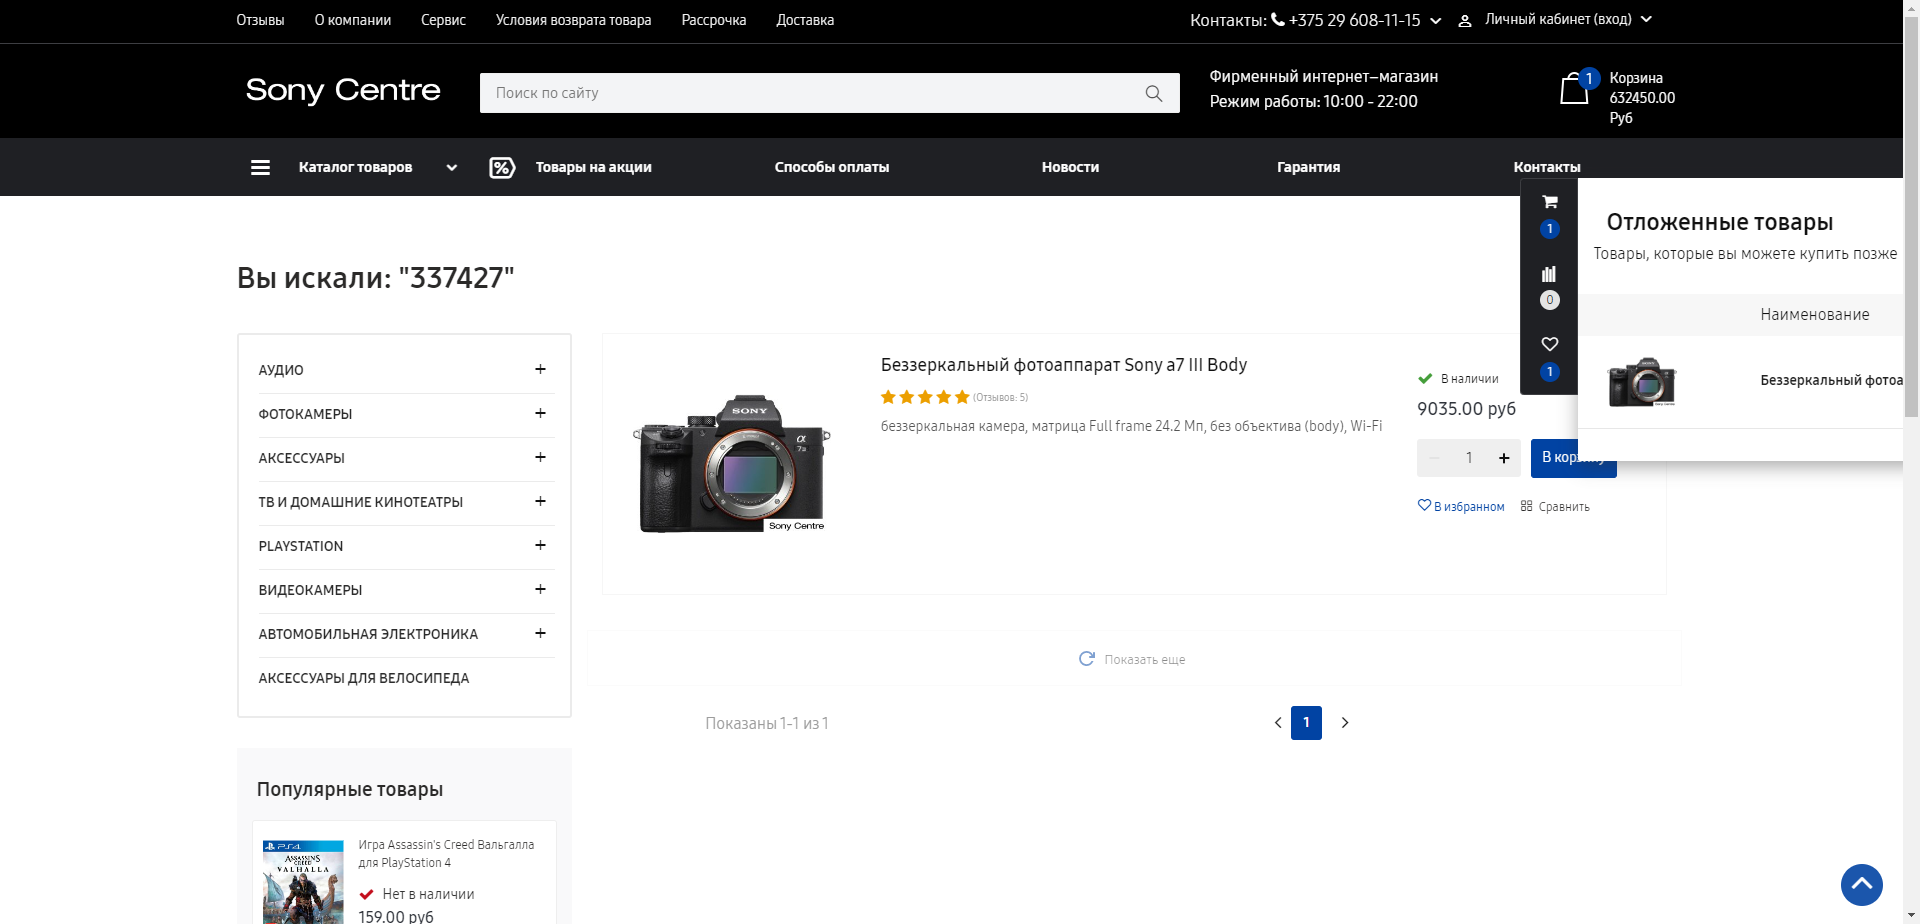 Отзывы О компании Сервис Условия возврата товара Рассрочка Доставка Контакты: +375 29 608-11-15 Личный кабинет (вход)
Sony Centre
Поиск по сайту
Фирменный интернет–магазин
Режим работы: 10:00 - 22:00
1
Корзина
632450.00
Руб
Каталог товаров
% Товары на акции
Способы оплаты
Новости
Гарантия
Контакты
1
0
1
Отложенные товары
Товары, которые вы можете купить позже
Наименование
Беззеркальный фотоа
Вы искали: "337427"
АУДИО +
ФОТОКАМЕРЫ +
АКСЕССУАРЫ +
ТВ И ДОМАШНИЕ КИНОТЕАТРЫ +
PLAYSTATION +
ВИДЕОКАМЕРЫ +
АВТОМОБИЛЬНАЯ ЭЛЕКТРОНИКА +
АКСЕССУАРЫ ДЛЯ ВЕЛОСИПЕДА
SONY
α
7III
Sony Centre
Беззеркальный фотоаппарат Sony a7 III Body
(Отзывов: 5)
беззеркальная камера, матрица Full frame 24.2 Мп, без объектива (body), Wi-Fi
В наличии
9035.00 руб
1 +
В корзину
В избранном Сравнить
Показать еще
Показаны 1-1 из 1
1
Популярные товары
PS4
ASSASSIN'S
CREED
VALHALLA
Игра Assassin's Creed Вальгалла
для PlayStation 4
Нет в наличии
159.00 руб